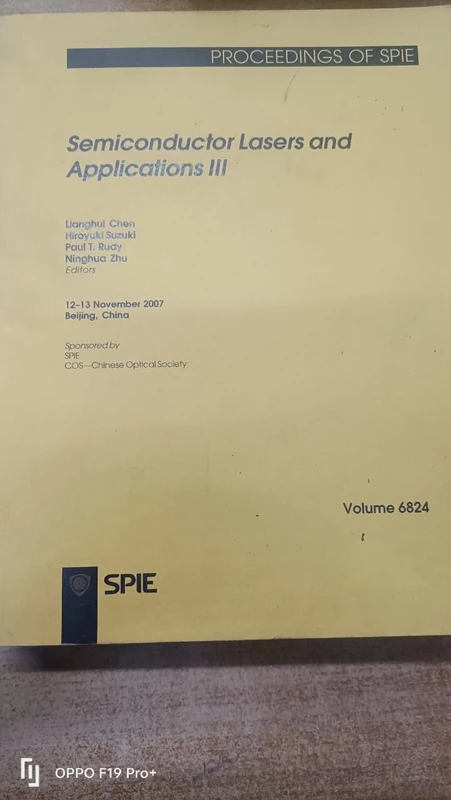 PROCEEDINGS OF SPIE
Semiconductor Lasers and
Applications III
Lianghui Chen
Hiroyuki Suzuki
Paul T. Rudy
Ninghua Zhu
Editors
12–13 November 2007
Beijing, China
Sponsored by
SPIE
COS—Chinese Optical Society
Volume 6824
SPIE
OPPO F19 Pro+